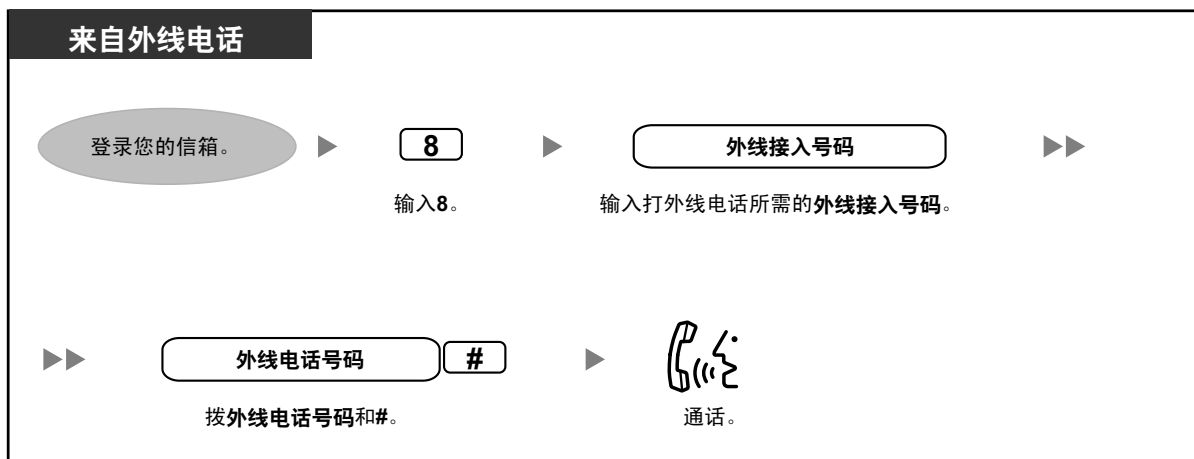 来自外线电话
登录您的信箱。
8
外线接入号码
输入8。
输入打外线电话所需的外线接入号码。
外线电话号码
#
拨外线电话号码和#。
通话。